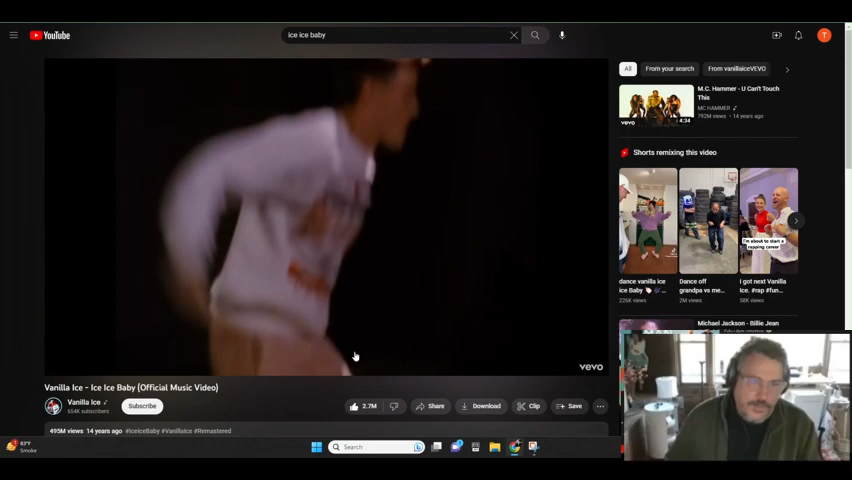 YouTube
ice ice baby
T
All
From your search
From vanillaiceVEVO
M.C. Hammer - U Can't Touch
This
MC HAMMER
792M views • 14 years ago
vevo
4:34
Shorts remixing this video
I'm about to start a
rapping career
dance vanilla ice
ice Baby
...
226K views
Dance off
grandpa vs me...
2M views
I got next Vanilla
Ice. #rap #fun...
58K views
Michael Jackson - Billie Jean
vevo
Vanilla Ice - Ice Ice Baby (Official Music Video)
Vanilla Ice
654K subscribers
Subscribe
2.7M
Share
Download
Clip
Save
495M views 14 years ago #IceIceBaby #VanillaIce #Remastered
83°F
Smoke
Search